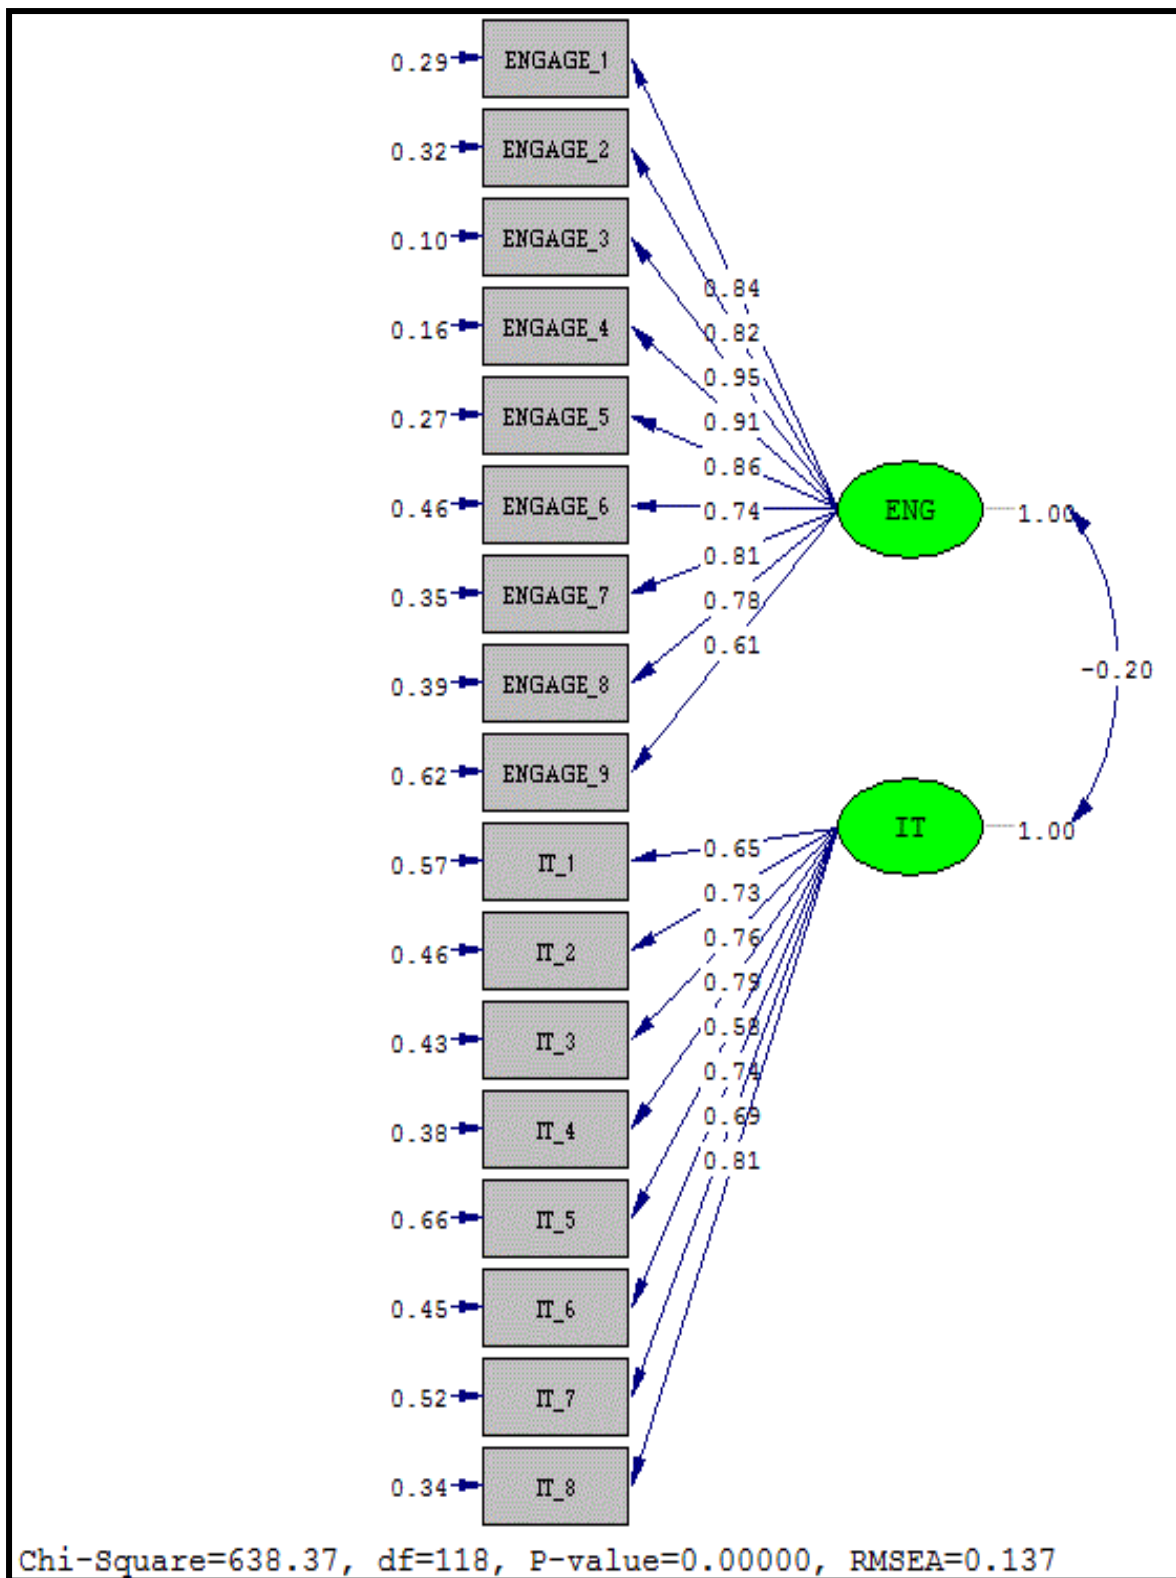 0.29 ENGAGE_1
0.32 ENGAGE_2
0.10 ENGAGE_3
0.84
0.16 ENGAGE_4 0.82
0.95
0.27 ENGAGE_5 0.91
0.86
0.46 ENGAGE_6 0.74 ENG 1.00
0.81
0.35 ENGAGE_7 0.78
0.61
0.39 ENGAGE_8 -0.20
0.62 ENGAGE_9
0.57 IT_1 0.65 IT 1.00
0.73
0.46 IT_2 0.76
0.79
0.43 IT_3 0.58
0.74
0.38 IT_4 0.69
0.81
0.66 IT_5
0.45 IT_6
0.52 IT_7
0.34 IT_8
Chi-Square=638.37, df=118, P-value=0.00000, RMSEA=0.137